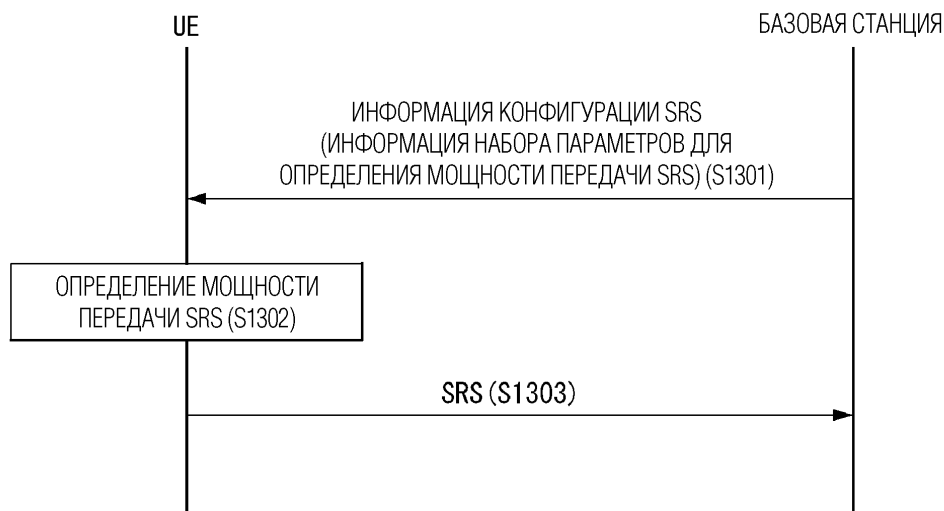 UE
БАЗОВАЯ СТАНЦИЯ
ИНФОРМАЦИЯ КОНФИГУРАЦИИ SRS
(ИНФОРМАЦИЯ НАБОРА ПАРАМЕТРОВ ДЛЯ
ОПРЕДЕЛЕНИЯ МОЩНОСТИ ПЕРЕДАЧИ SRS) (S1301)
ОПРЕДЕЛЕНИЕ МОЩНОСТИ
ПЕРЕДАЧИ SRS (S1302)
SRS (S1303)